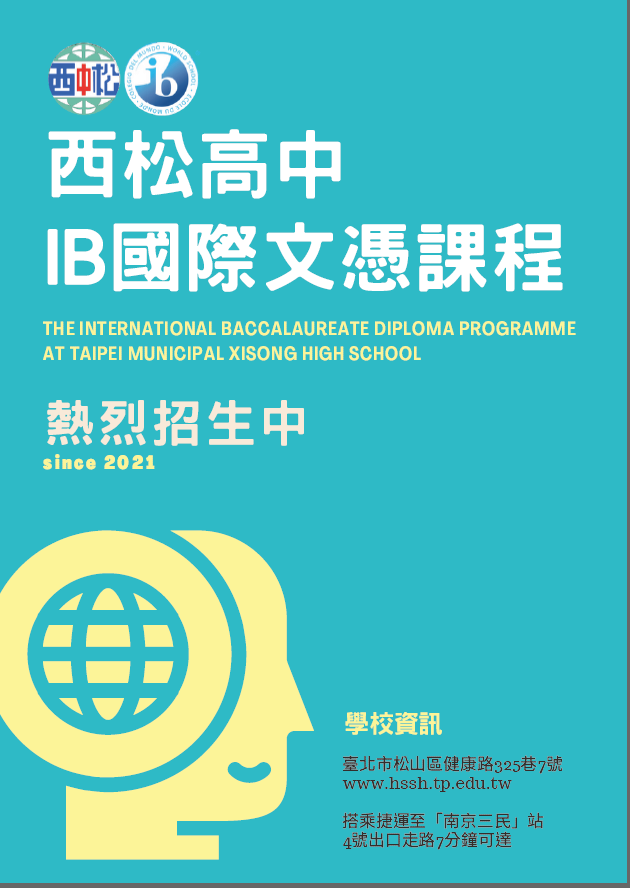 西中松
COLEGIO DEL MUNDO · WORLD SCHOOL · ECOLE DU MONDE ·
ib
西松高中
IB國際文憑課程
THE INTERNATIONAL BACCALAUREATE DIPLOMA PROGRAMME
AT TAIPEI MUNICIPAL XISONG HIGH SCHOOL
熱烈招生中
since 2021
學校資訊
臺北市松山區健康路325巷7號
www.hssh.tp.edu.tw
搭乘捷運至「南京三民」站
4號出口走路7分鐘可達